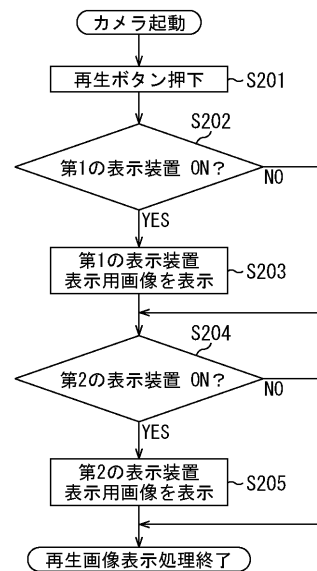 カメラ起動
再生ボタン押下
S201
S202
第1の表示装置 ON?
NO
YES
第1の表示装置
表示用画像を表示
S203
S204
第2の表示装置 ON?
NO
YES
第2の表示装置
表示用画像を表示
S205
再生画像表示処理終了